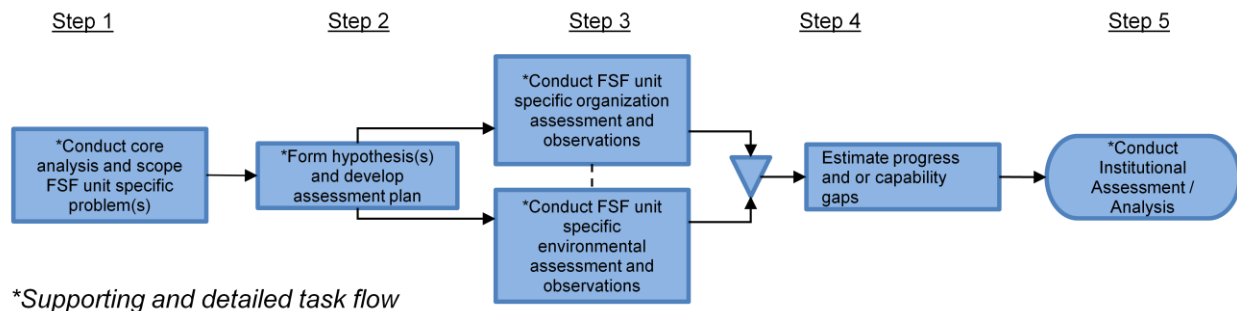 Step 1
Step 2
Step 3
Step 4
Step 5
*Conduct core
analysis and scope
FSF unit specific
problem(s)
*Form hypothesis(s)
and develop
assessment plan
*Conduct FSF unit
specific organization
assessment and
observations
*Conduct FSF unit
specific
environmental
assessment and
observations
Estimate progress
and or capability
gaps
*Conduct
Institutional
Assessment /
Analysis
*Supporting and detailed task flow